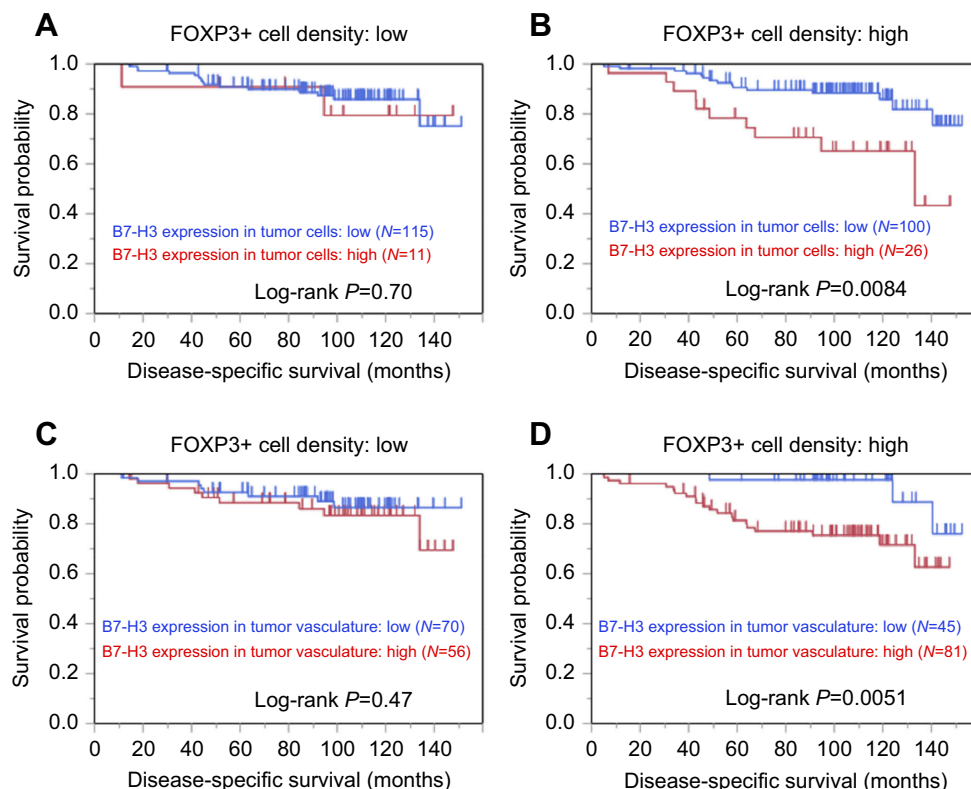 A
FOXP3+ cell density: low
1.0
0.8
0.6
0.4
0.2
0.0
Survival probability
B7-H3 expression in tumor cells: low (N=115)
B7-H3 expression in tumor cells: high (N=11)
Log-rank P=0.70
0 20 40 60 80 100 120 140
Disease-specific survival (months)
B
FOXP3+ cell density: high
1.0
0.8
0.6
0.4
0.2
0.0
Survival probability
B7-H3 expression in tumor cells: low (N=100)
B7-H3 expression in tumor cells: high (N=26)
Log-rank P=0.0084
0 20 40 60 80 100 120 140
Disease-specific survival (months)
C
FOXP3+ cell density: low
1.0
0.8
0.6
0.4
0.2
0.0
Survival probability
B7-H3 expression in tumor vasculature: low (N=70)
B7-H3 expression in tumor vasculature: high (N=56)
Log-rank P=0.47
0 20 40 60 80 100 120 140
Disease-specific survival (months)
D
FOXP3+ cell density: high
1.0
0.8
0.6
0.4
0.2
0.0
Survival probability
B7-H3 expression in tumor vasculature: low (N=45)
B7-H3 expression in tumor vasculature: high (N=81)
Log-rank P=0.0051
0 20 40 60 80 100 120 140
Disease-specific survival (months)